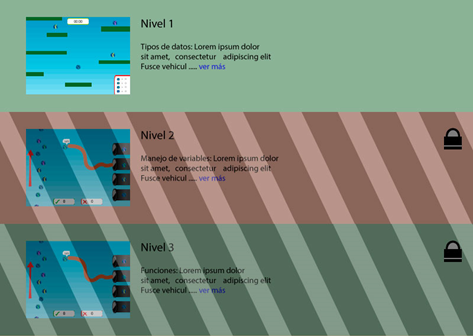 Nivel 1
Tipos de datos: Lorem ipsum dolor
sit amet, consectetur adipiscing elit
Fusce vehicul ..... ver más
Nivel 2
Manejo de variables: Lorem ipsum dolor
sit amet, consectetur adipiscing elit
Fusce vehicul ..... ver más
Nivel 3
Funciones: Lorem ipsum dolor
sit amet, consectetur adipiscing elit
Fusce vehicul ..... ver más